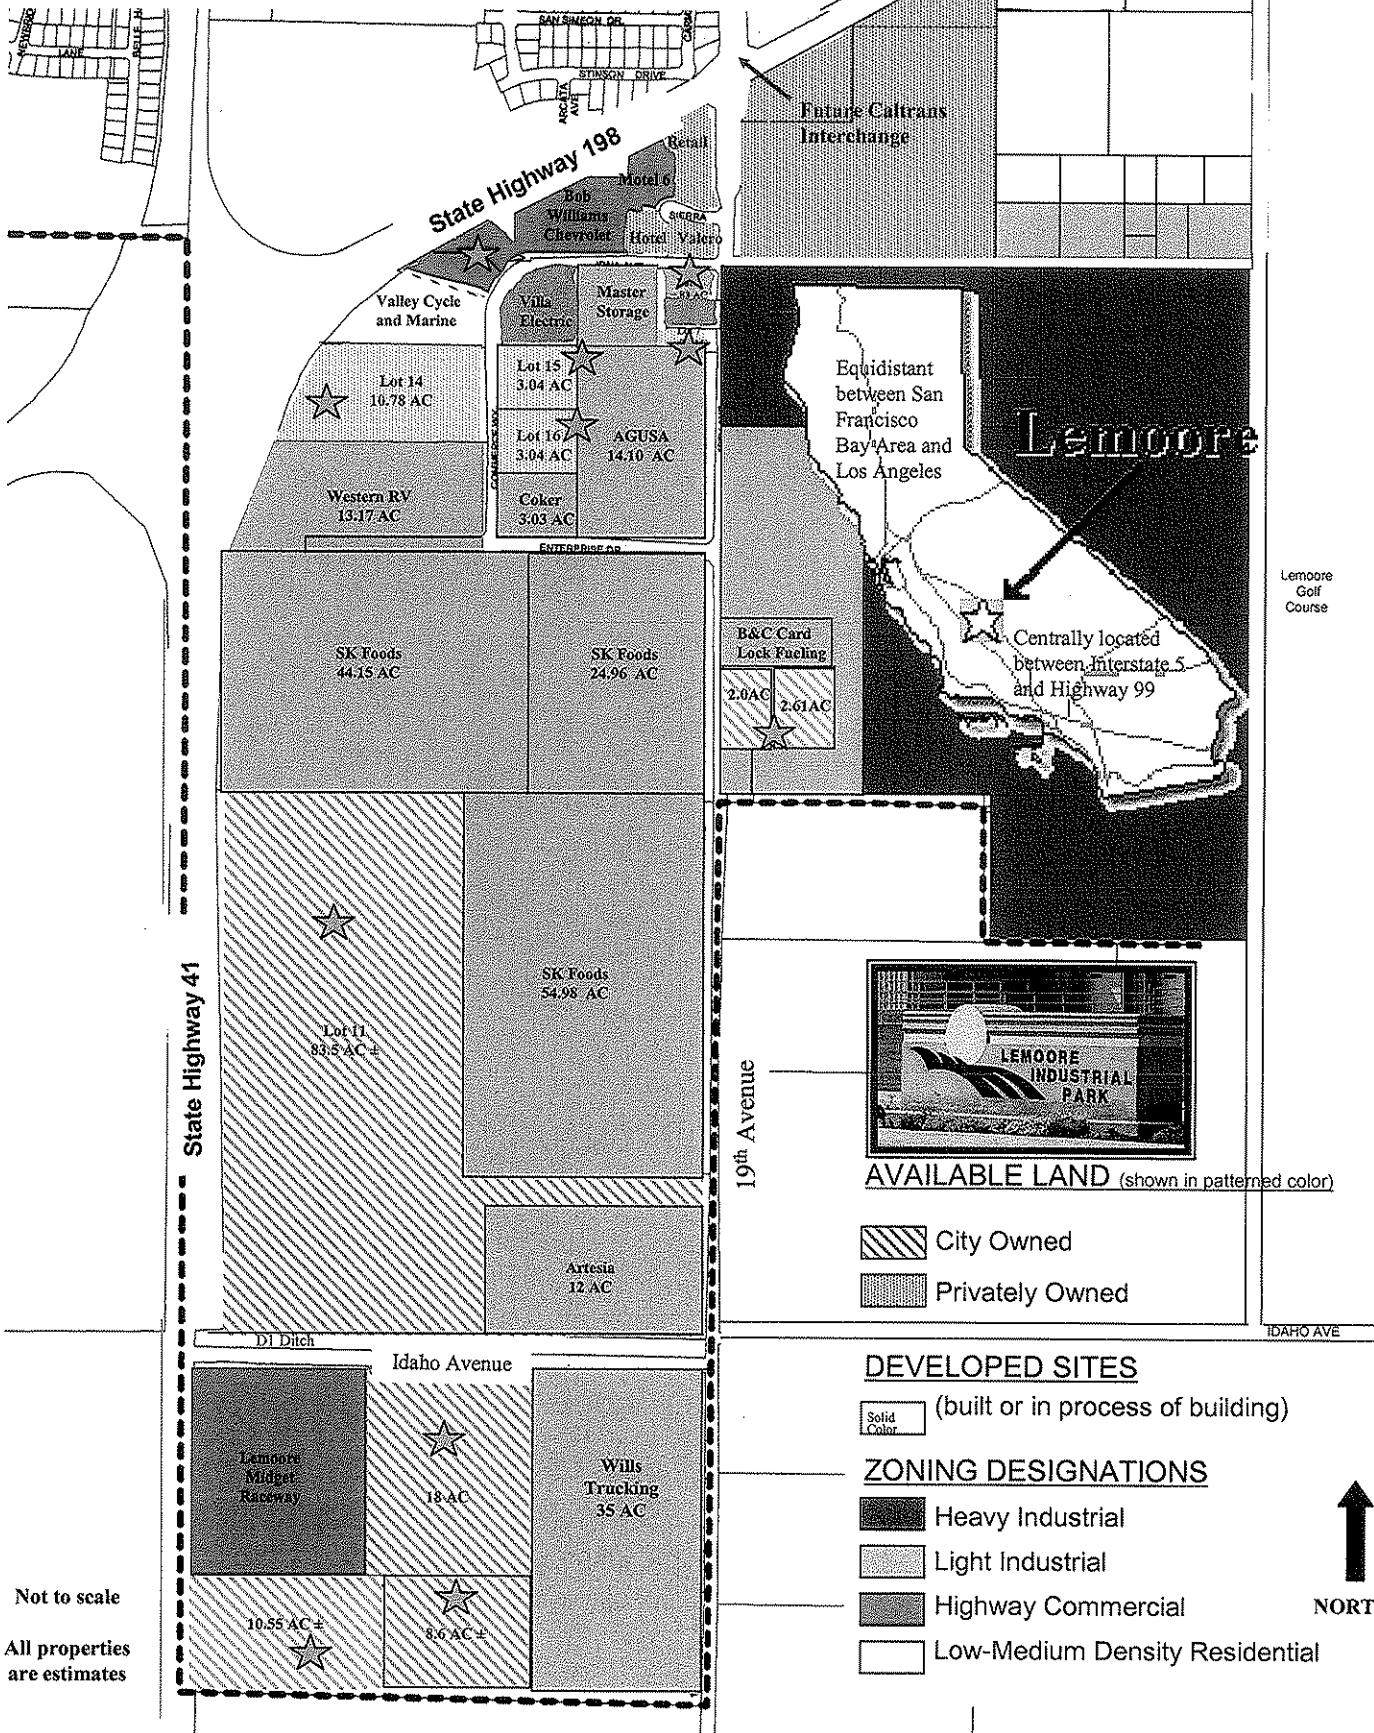 SAN SIMEON DR.
LANE
STINSON DRIVE
ARCATA
AVE
Future Caltrans
Interchange
State Highway 198
Retail
Motel 6
Bob
Williams
Chevrolet
SIERRA
Hotel
Valero
Valley Cycle
and Marine
Villa
Electric
Master
Storage
Lot 14
10.78 AC
Lot 15
3.04 AC
Lot 16
3.04 AC
AGUSA
14.10 AC
Coker
3.03 AC
Western RV
13.17 AC
ENTERPRISE DR.
Equidistant
between San
Francisco
Bay Area and
Los Angeles
Lemoore
Lemoore
Golf
Course
Centrally located
between Interstate 5
and Highway 99
SK Foods
44.15 AC
SK Foods
24.96 AC
B&C Card
Lock Fueling
2.0AC
2.61AC
SK Foods
54.98 AC
Lot 11
83.5 AC ±
State Highway 41
19th Avenue
LEMOORE
INDUSTRIAL
PARK
AVAILABLE LAND (shown in patterned color)
City Owned
Privately Owned
Artesia
12 AC
D1 Ditch
Idaho Avenue
IDAHO AVE
DEVELOPED SITES
Solid
Color
(built or in process of building)
ZONING DESIGNATIONS
Heavy Industrial
Light Industrial
Highway Commercial
Low-Medium Density Residential
NORT
Lemoore
Midget
Raceway
18 AC
Wills
Trucking
35 AC
10.55 AC ±
8.6 AC ±
Not to scale
All properties
are estimates